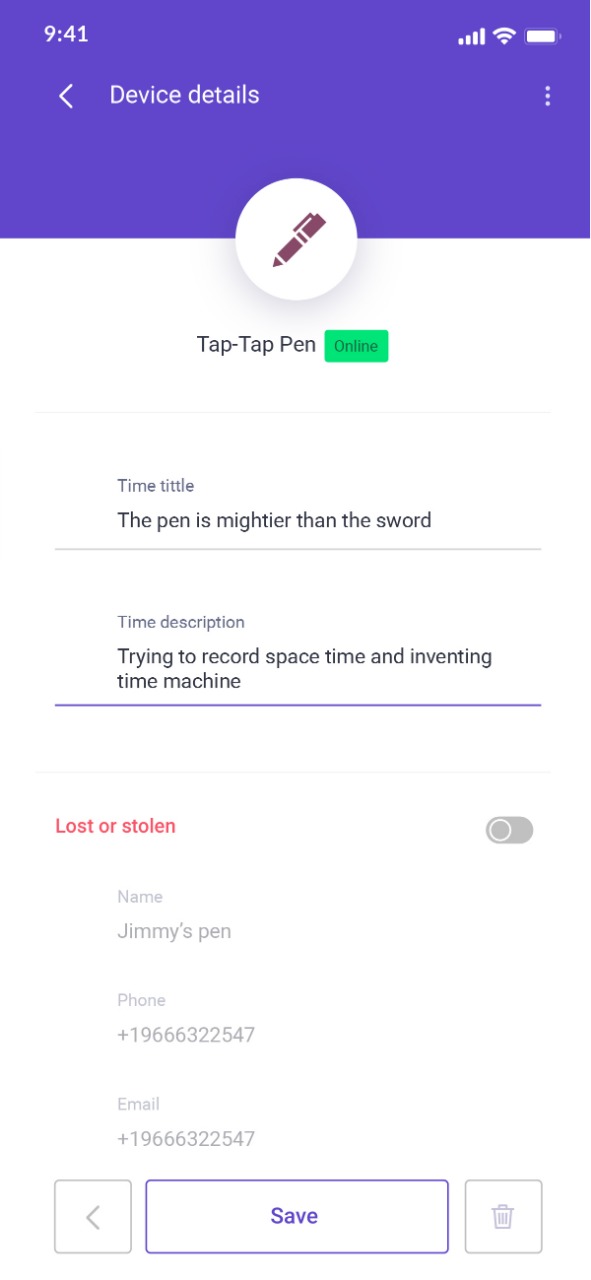 9:41
Device details
Tap-Tap Pen Online
Time tittle
The pen is mightier than the sword
Time description
Trying to record space time and inventing
time machine
Lost or stolen
Name
Jimmy’s pen
Phone
+19666322547
Email
+19666322547
Save